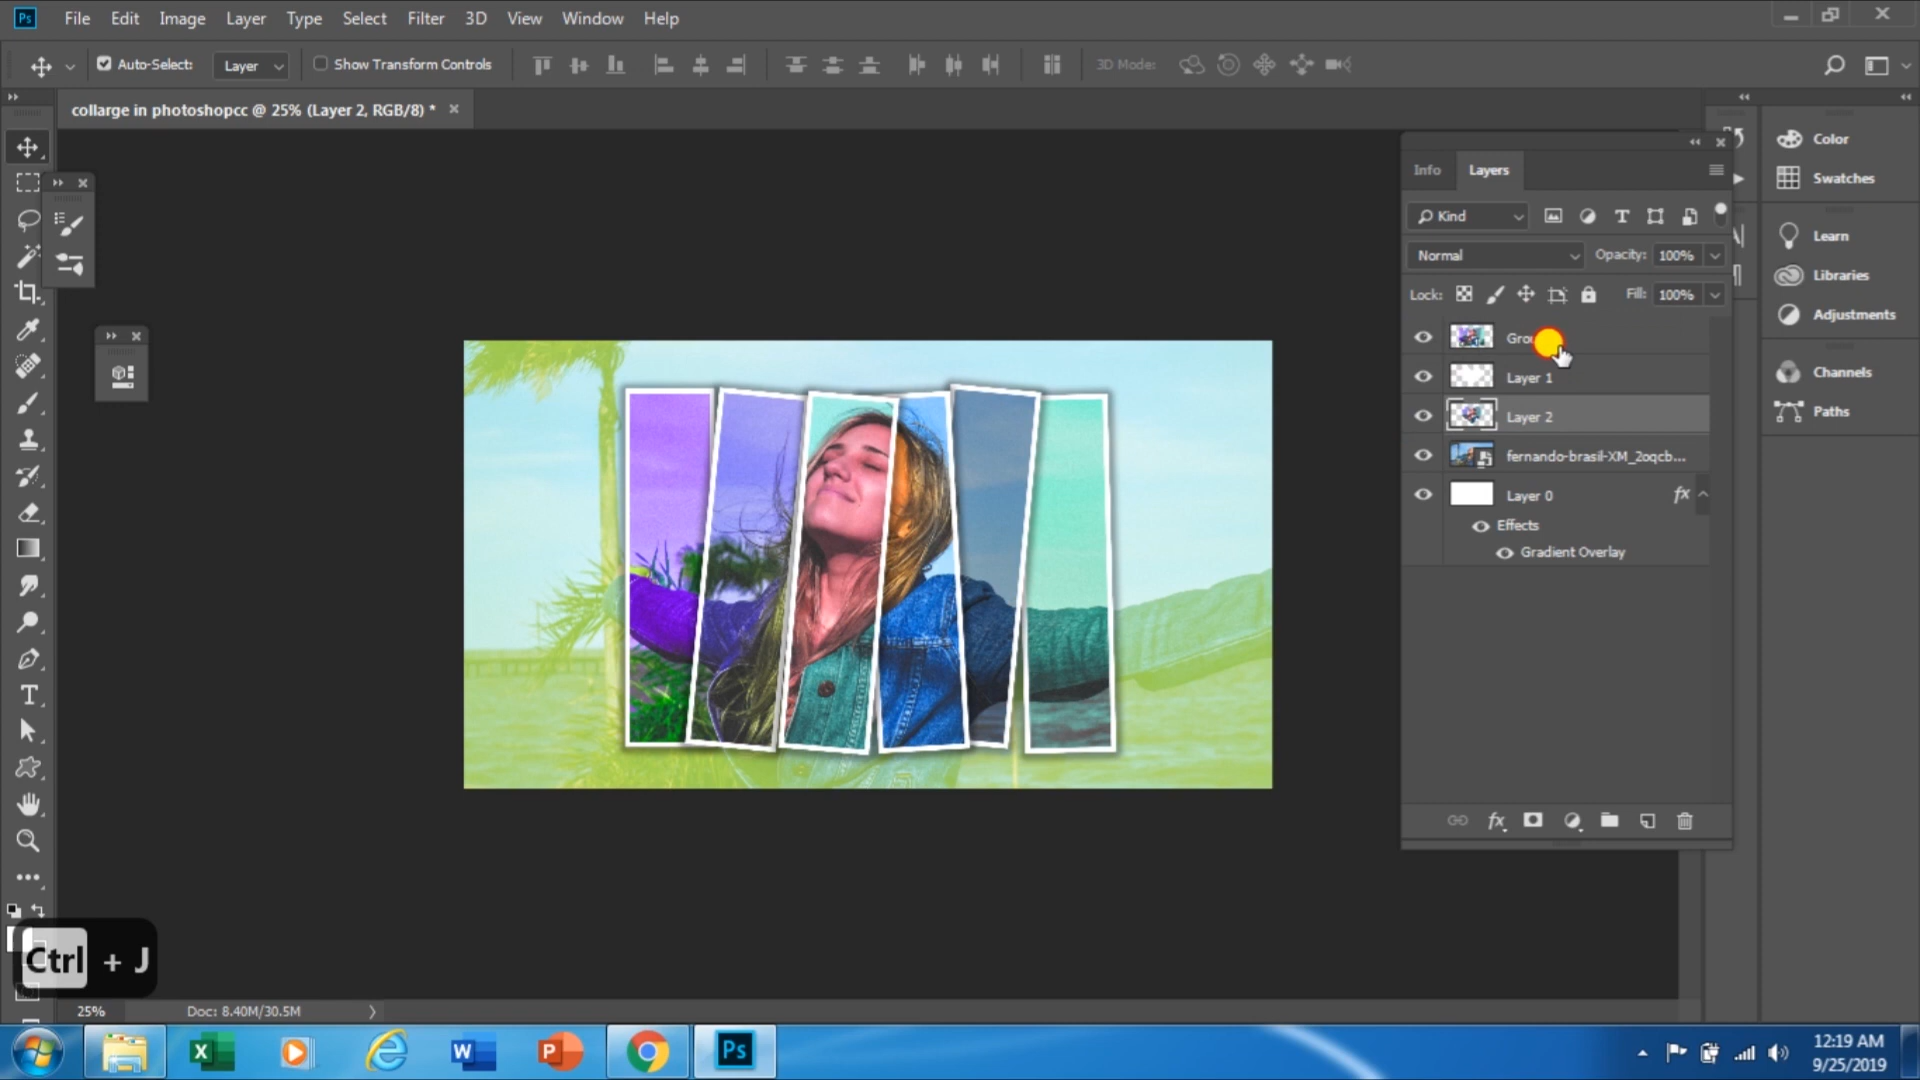 Ps File Edit Image Layer Type Select Filter 3D View Window Help
Auto-Select: Layer Show Transform Controls 3D Mode:
collarge in photoshopcc @ 25% (Layer 2, RGB/8) *
Info Layers
Kind
Normal Opacity: 100%
Lock: Fill: 100%
Layer 1
Layer 2
fernando-brasil-XM_2oqcb...
Layer 0 fx
Effects
Gradient Overlay
fx
Color
Swatches
Learn
Libraries
Adjustments
Channels
Paths
Ctrl + J
25% Doc: 8.40M/30.5M
Ps
12:19 AM
9/25/2019